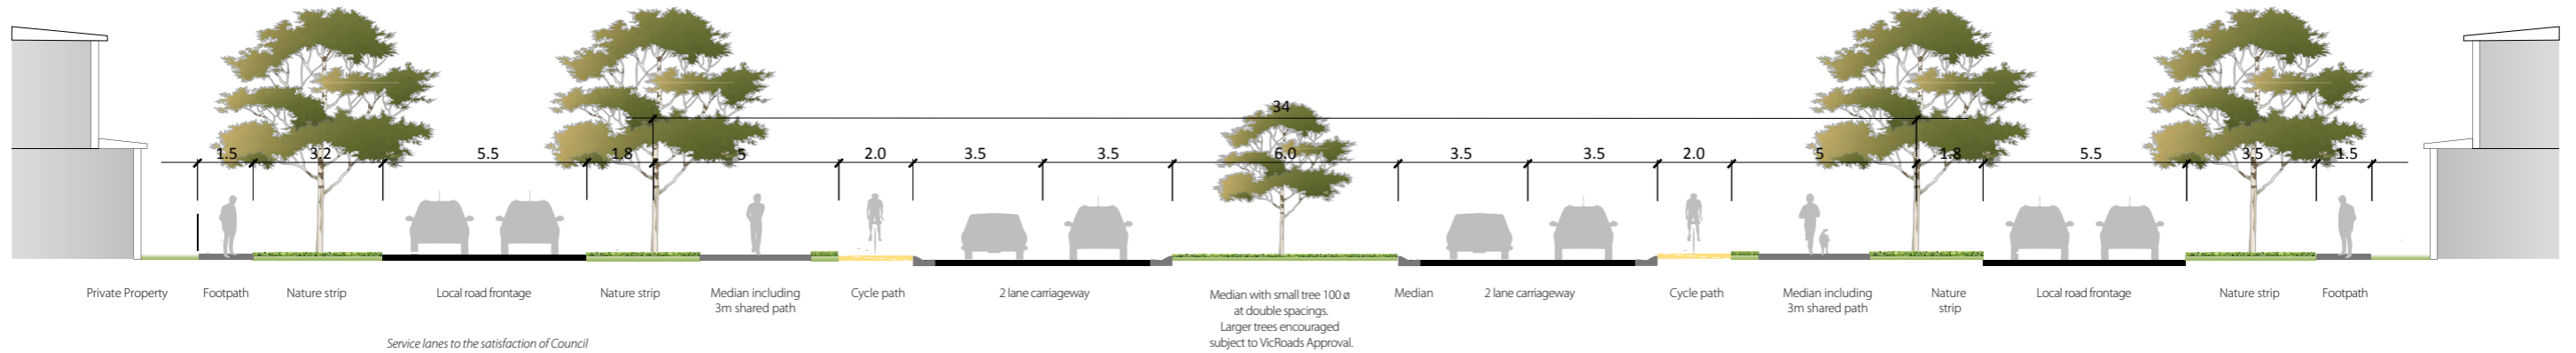 34
1.5 3.2 5.5 1.8 5 2.0 3.5 3.5 6.0 3.5 3.5 2.0 5 1.8 5.5 3.5 1.5
Private Property Footpath Nature strip Local road frontage Nature strip Median including Cycle path 2 lane carriageway Median with small tree 100 ø Median 2 lane carriageway Cycle path Median including Nature Local road frontage Nature strip Footpath
3m shared path at double spacings. 3m shared path strip
Larger trees encouraged
Service lanes to the satisfaction of Council subject to VicRoads Approval.